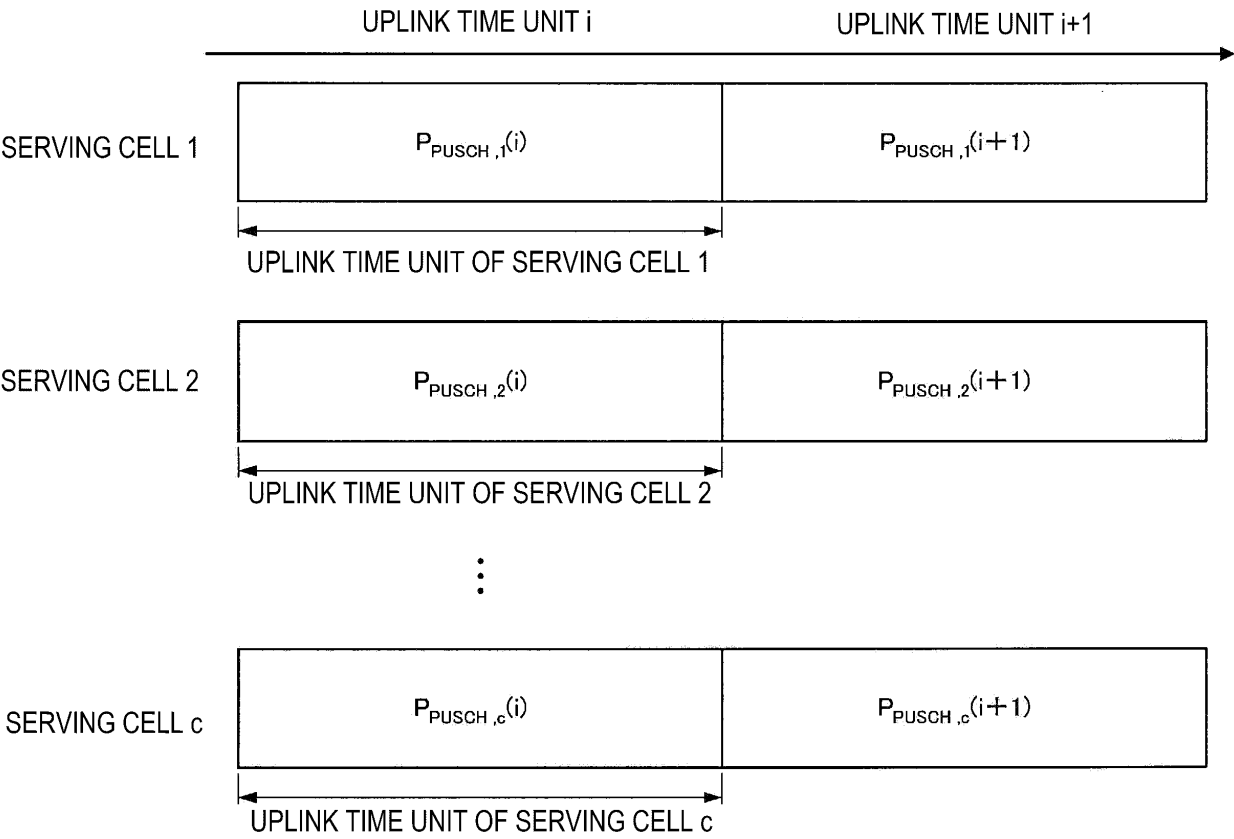 UPLINK TIME UNIT i
UPLINK TIME UNIT i+1
SERVING CELL 1
P_PUSCH ,1(i)
P_PUSCH ,1(i+1)
UPLINK TIME UNIT OF SERVING CELL 1
SERVING CELL 2
P_PUSCH ,2(i)
P_PUSCH ,2(i+1)
UPLINK TIME UNIT OF SERVING CELL 2
SERVING CELL c
P_PUSCH ,c(i)
P_PUSCH ,c(i+1)
UPLINK TIME UNIT OF SERVING CELL c